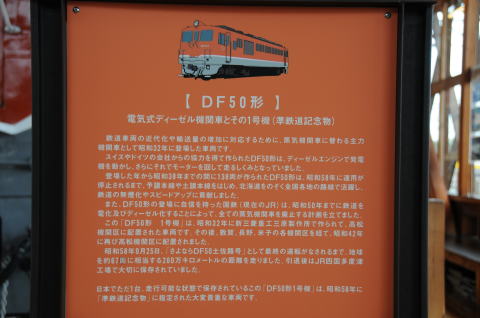 【 DF50形 】
電気式ディーゼル機関車とその1号機（準鉄道記念物）
鉄道車両の近代化や輸送量の増加に対応するために、蒸気機関車に替わる主力
機関車として昭和32年に登場した車両です。
スイスやドイツの会社からの協力を得て作られたDF50形は、ディーゼルエンジンで発電
機を動かし、さらにそれでモーターを回して走るしくみとなっていました。
登場した年から昭和38年までの間に138両が作られたDF50形は、昭和58年に運用が
停止されるまで、予讃本線や土讃本線をはじめ、北海道をのぞく全国各地の路線で活躍し、
鉄道の無煙化やスピードアップに貢献しました。
また、DF50形の登場に自信を持った国鉄（現在のJR）は、昭和50年までに鉄道を
電化及びディーゼル化することによって、全ての蒸気機関車を廃止する計画を立てました。
この「DF50形 1号機」は、昭和32年に新三菱重工三原製作所で作られて、高松
機関区に配置された車両です。その後、敦賀、長野、米子の各機関区を経て、昭和42年
に再び高松機関区に配置されました。
昭和58年9月25日、「さよならDF50土佐路号」として最後の運転がなされるまで、地球
を約67周に相当する260万キロメートルの距離を走りました。引退後はJR四国多度津
工場で大切に保存されていました。
日本でただ1台、走行可能な状態で保存されているこの「DF50形1号機」は、昭和58年に
「準鉄道記念物」に指定された大変貴重な車両です。